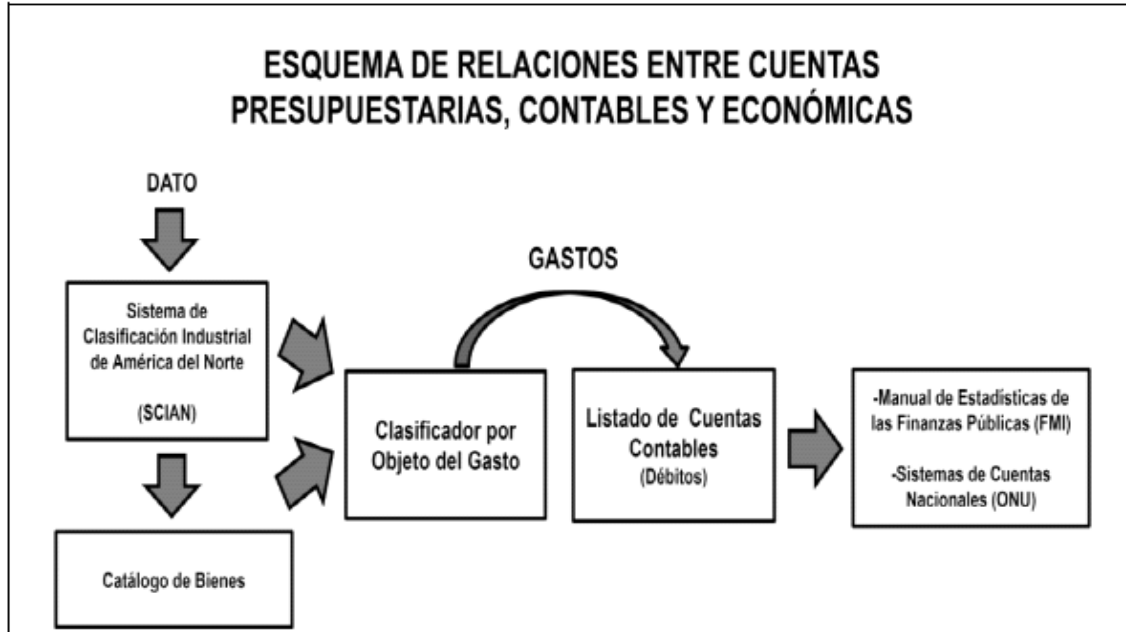 ESQUEMA DE RELACIONES ENTRE CUENTAS
PRESUPUESTARIAS, CONTABLES Y ECONÓMICAS
DATO
Sistema de
Clasificación Industrial
de América del Norte
(SCIAN)
Catálogo de Bienes
GASTOS
Clasificador por
Objeto del Gasto
Listado de Cuentas
Contables
(Débitos)
-Manual de Estadísticas de
las Finanzas Públicas (FMI)
-Sistemas de Cuentas
Nacionales (ONU)